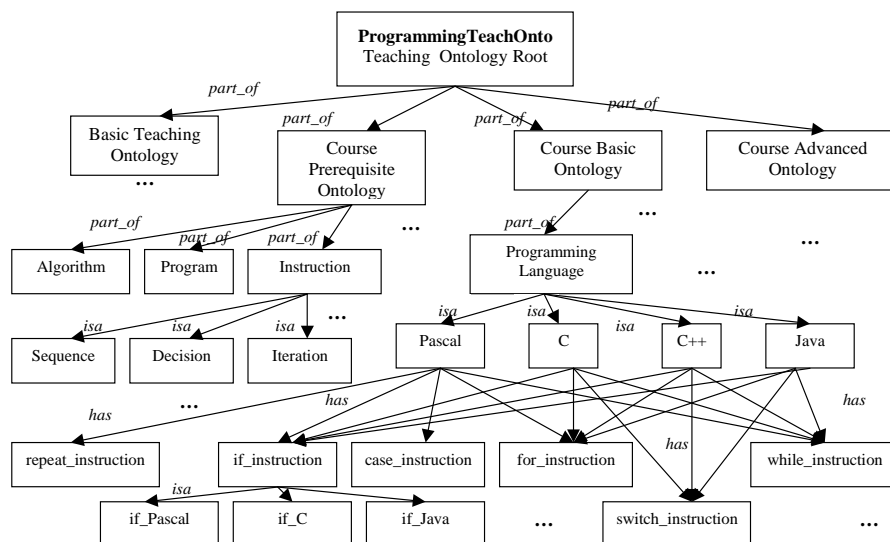 ProgrammingTeachOnto
Teaching Ontology Root
part_of
part_of
part_of
part_of
Basic Teaching
Ontology
...
Course
Prerequisite
Ontology
Course Basic
Ontology
Course Advanced
Ontology
...
...
...
part_of
part_of
part_of
part_of
Algorithm
Program
Instruction
Programming
Language
...
...
isa
isa
isa
isa
isa
isa
isa
Sequence
Decision
Iteration
Pascal
C
C++
Java
...
has
has
has
repeat_instruction
if_instruction
case_instruction
for_instruction
while_instruction
isa
if_Pascal
if_C
if_Java
...
switch_instruction
...